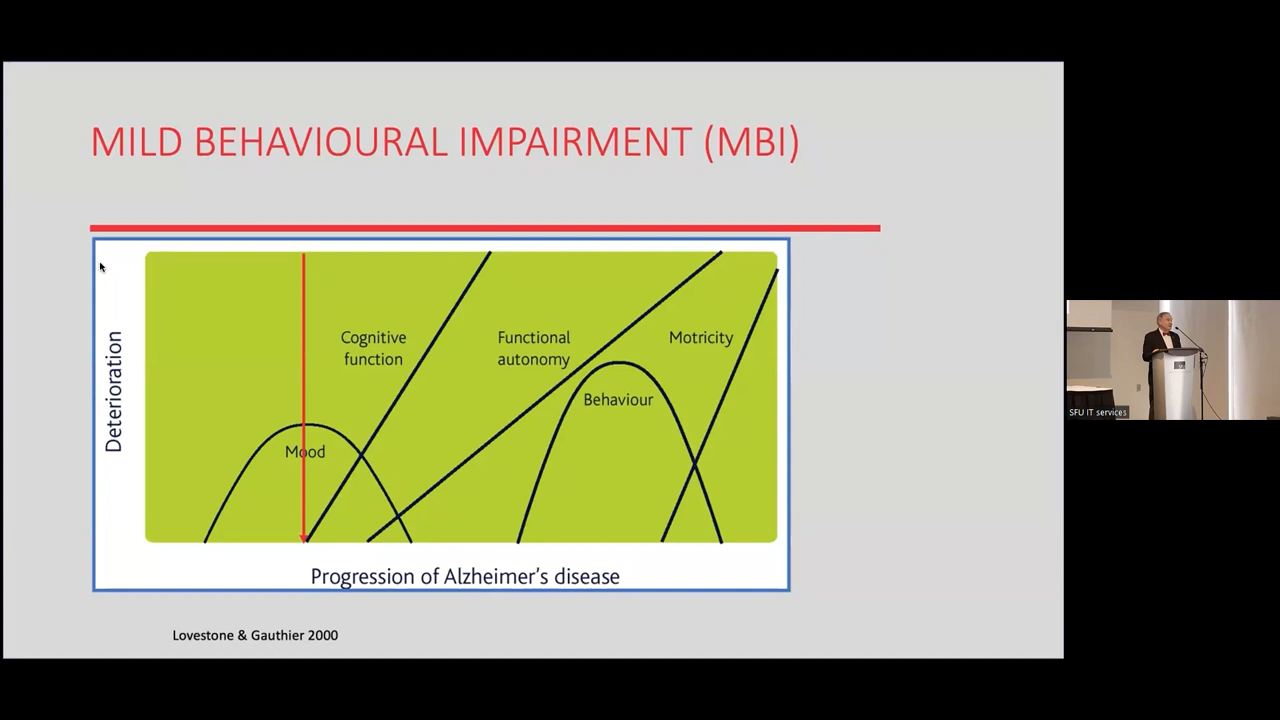 MILD BEHAVIOURAL IMPAIRMENT (MBI)
Deterioration
Cognitive
function
Functional
autonomy
Motricity
Behaviour
Mood
Progression of Alzheimer's disease
Lovestone & Gauthier 2000
SFU IT services